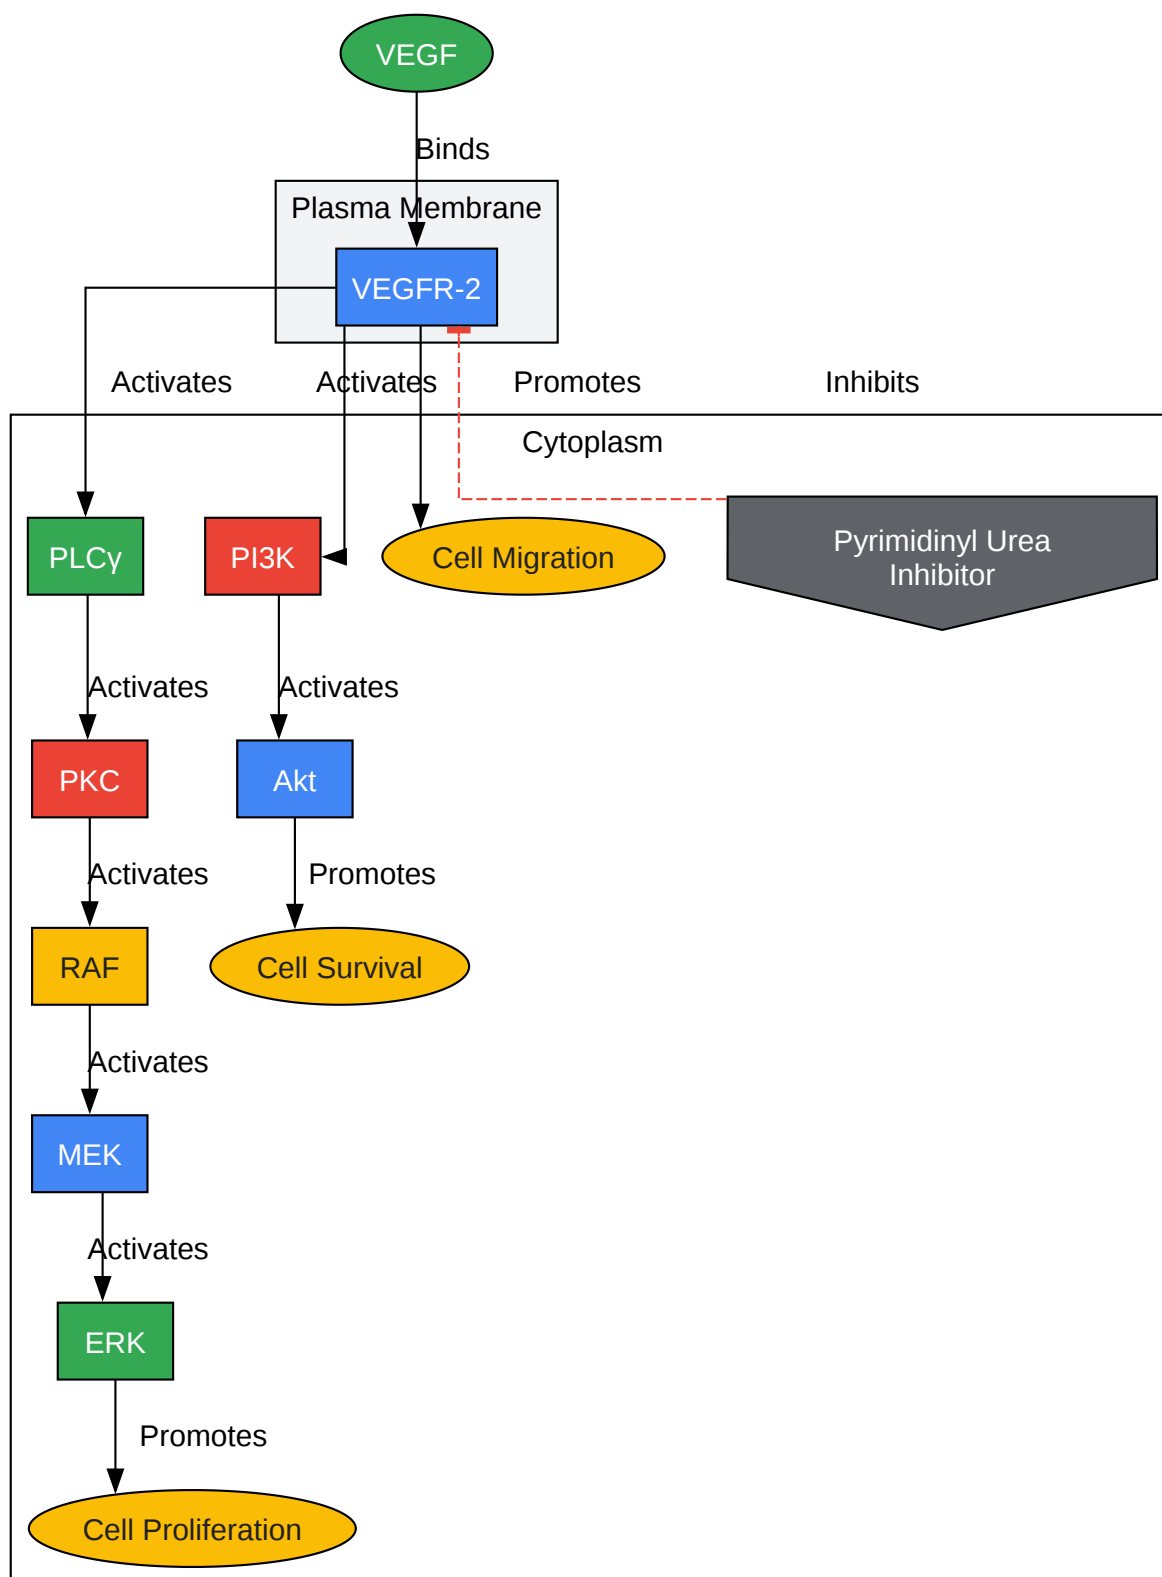 VEGF
Binds
Plasma Membrane
VEGFR-2
Activates
Activates
Promotes
Inhibits
Cytoplasm
PLCγ
PI3K
Cell Migration
Pyrimidinyl Urea
Inhibitor
Activates
Activates
PKC
Akt
Activates
Promotes
RAF
Cell Survival
Activates
MEK
Activates
ERK
Promotes
Cell Proliferation